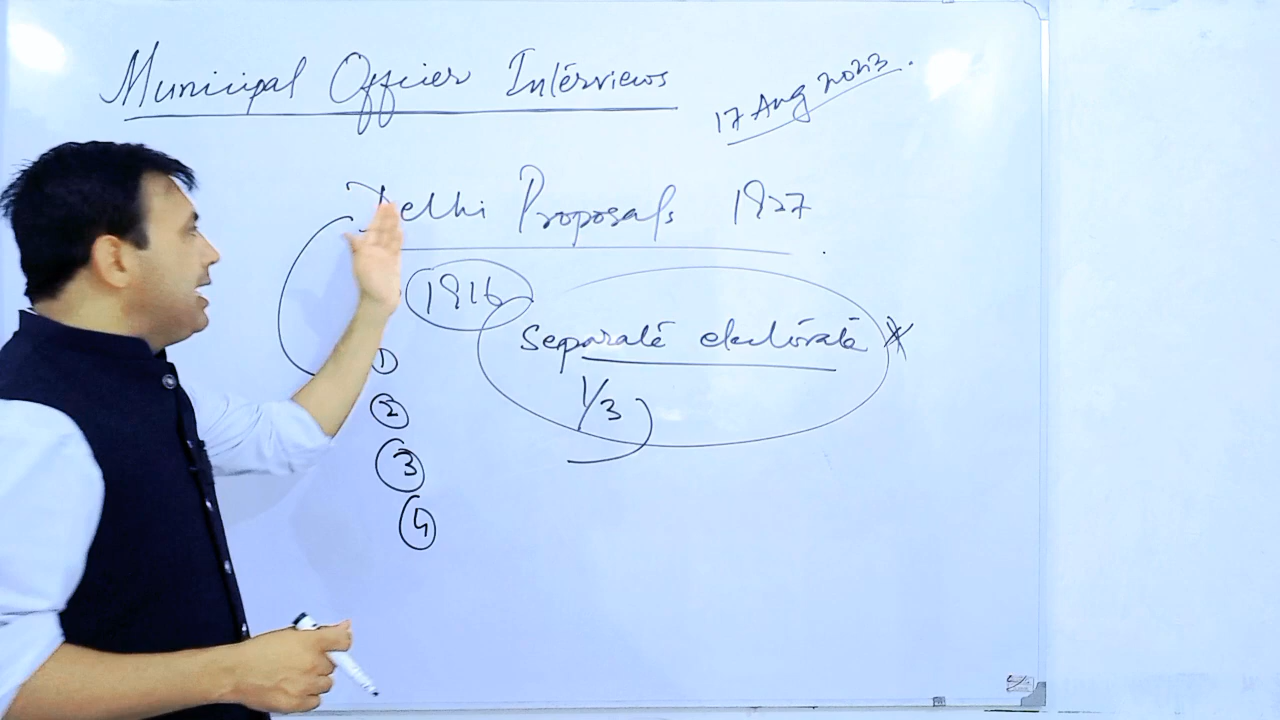 Municipal Officer Interviews
17 Aug 2023.
Delhi Proposals 1927
1916
Separate electorate *
1/3
1
2
3
4